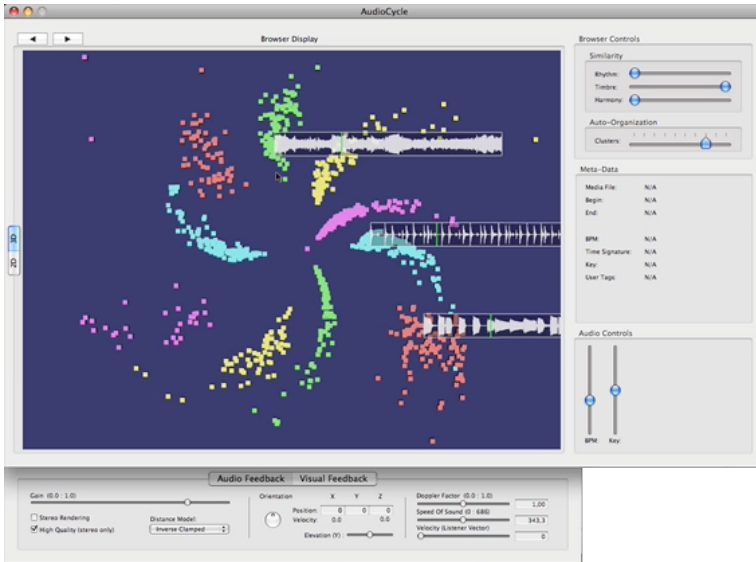 AudioCycle
Browser Display
3D
2D
Browser Controls
Similarity
Rhythm:
Timbre:
Harmony:
Auto-Organization
Clusters:
Meta-Data
Media File: N/A
Begin: N/A
End: N/A
BPM: N/A
Time Signature: N/A
Key: N/A
User Tags: N/A
Audio Controls
BPM: Key:
Audio Feedback Visual Feedback
Gain (0.0 : 1.0)
Stereo Rendering
High Quality (stereo only)
Distance Model:
Inverse Clamped
Orientation X Y Z
Position: 0 0 0
Velocity: 0.0 0.0
Elevation (Y) :
Doppler Factor (0.0 : 1.0)
1,00
Speed Of Sound (0 : 686)
343,3
Velocity (Listener Vector)
0